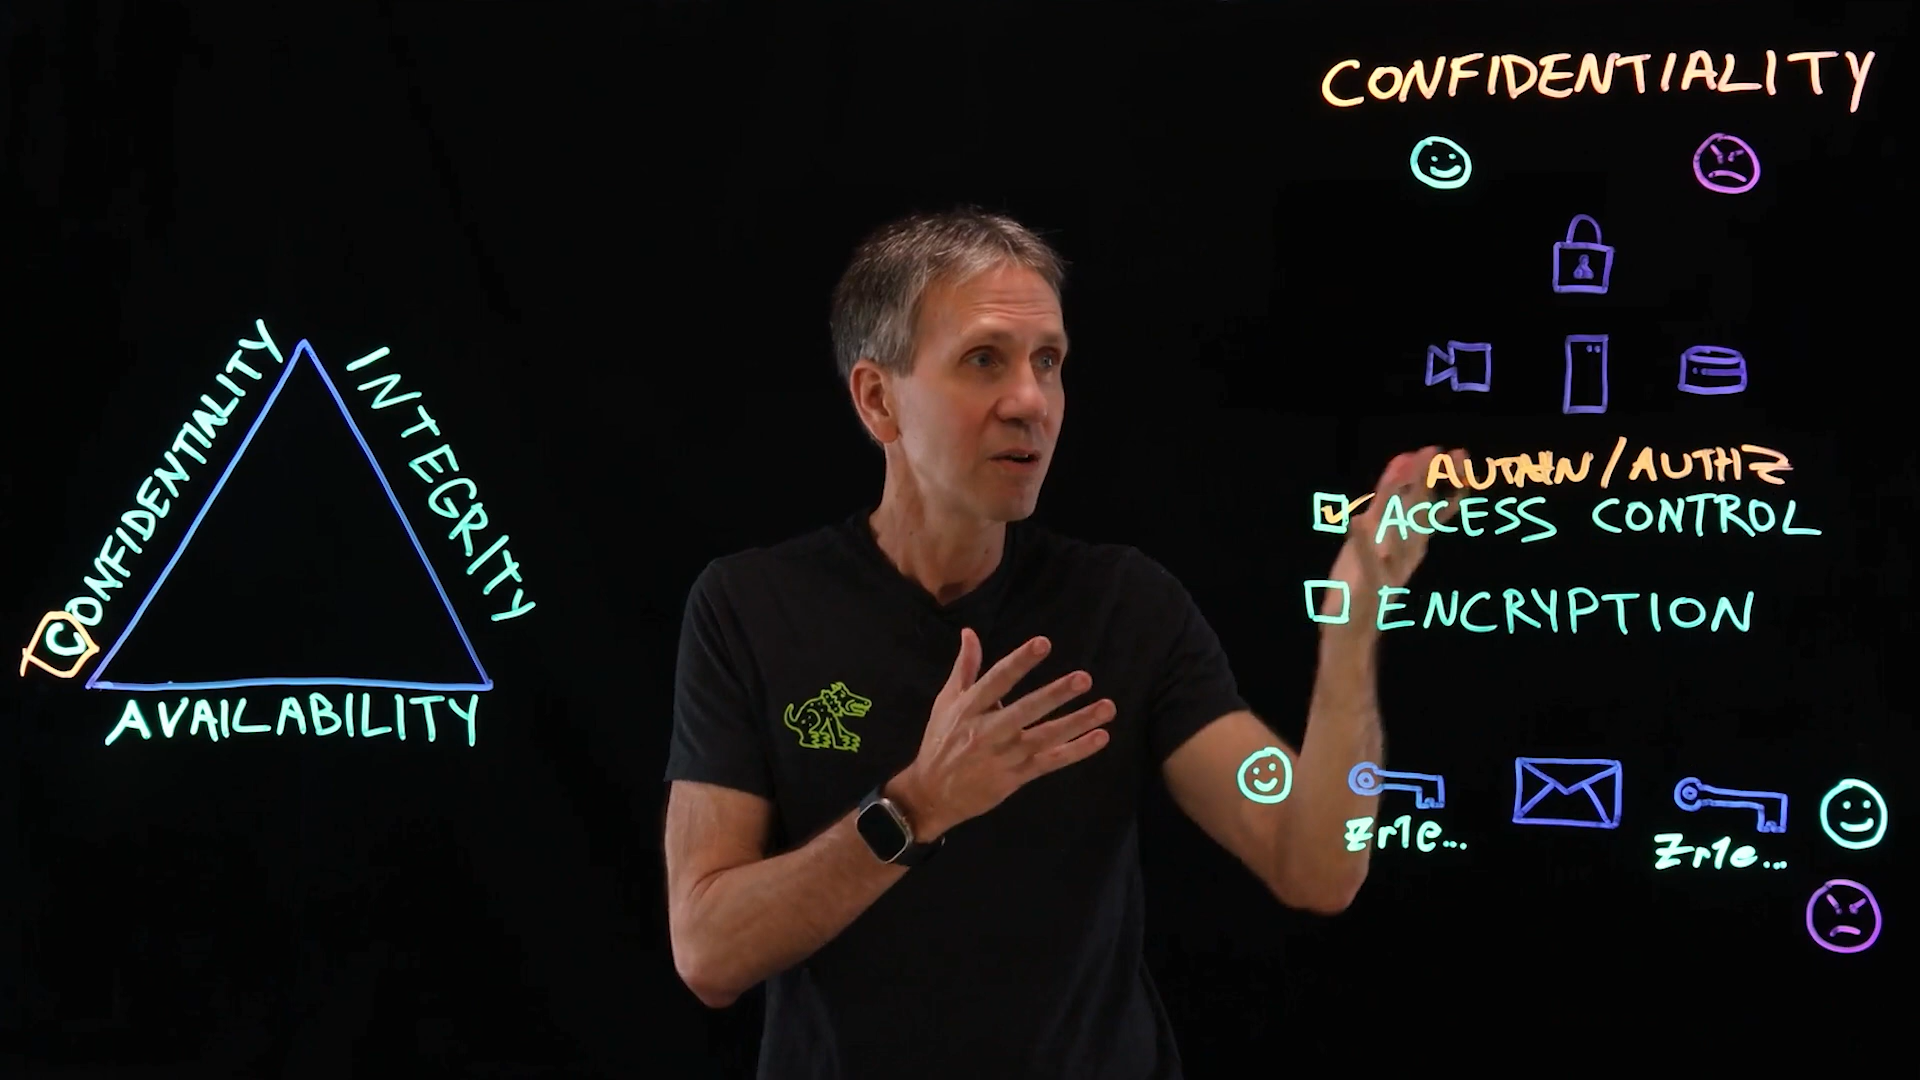 CONFIDENTIALITY
INTEGRITY
AVAILABILITY
CONFIDENTIALITY
AUTHN/AUTHZ
ACCESS CONTROL
ENCRYPTION
Zr1e...
Zr1e...